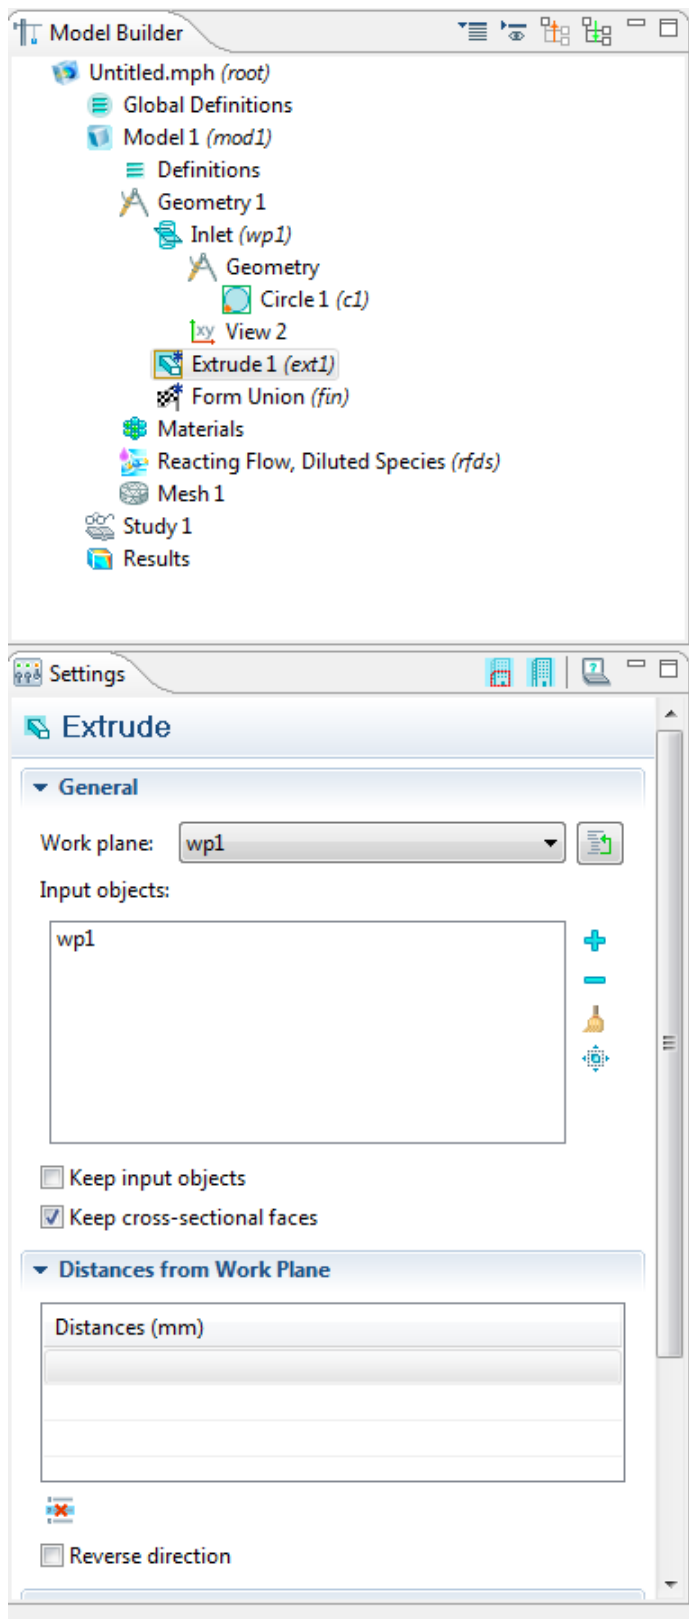 Model Builder
Untitled.mph (root)
Global Definitions
Model 1 (mod1)
Definitions
Geometry 1
Inlet (wp1)
Geometry
Circle 1 (c1)
xy View 2
Extrude 1 (ext1)
Form Union (fin)
Materials
Reacting Flow, Diluted Species (rfds)
Mesh 1
Study 1
Results
Settings
Extrude
General
Work plane: wp1
Input objects:
wp1
Keep input objects
Keep cross-sectional faces
Distances from Work Plane
Distances (mm)
Reverse direction